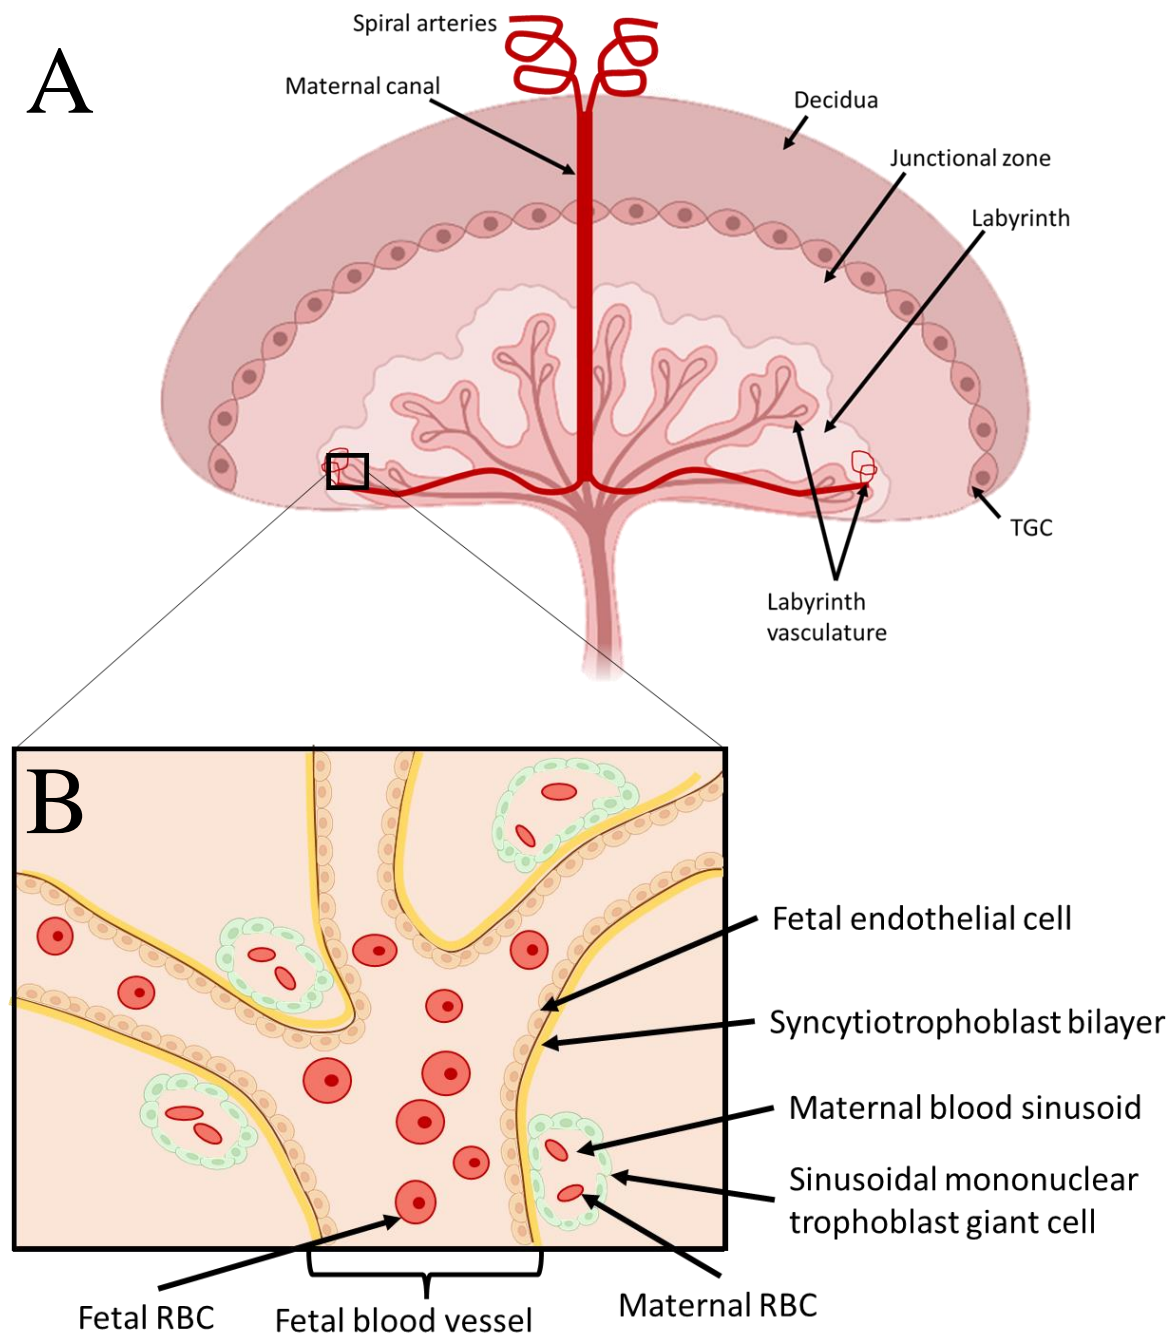 A
Spiral arteries
Maternal canal
Decidua
Junctional zone
Labyrinth
TGC
Labyrinth
vasculature
B
Fetal endothelial cell
Syncytiotrophoblast bilayer
Maternal blood sinusoid
Sinusoidal mononuclear
trophoblast giant cell
Fetal RBC
Fetal blood vessel
Maternal RBC